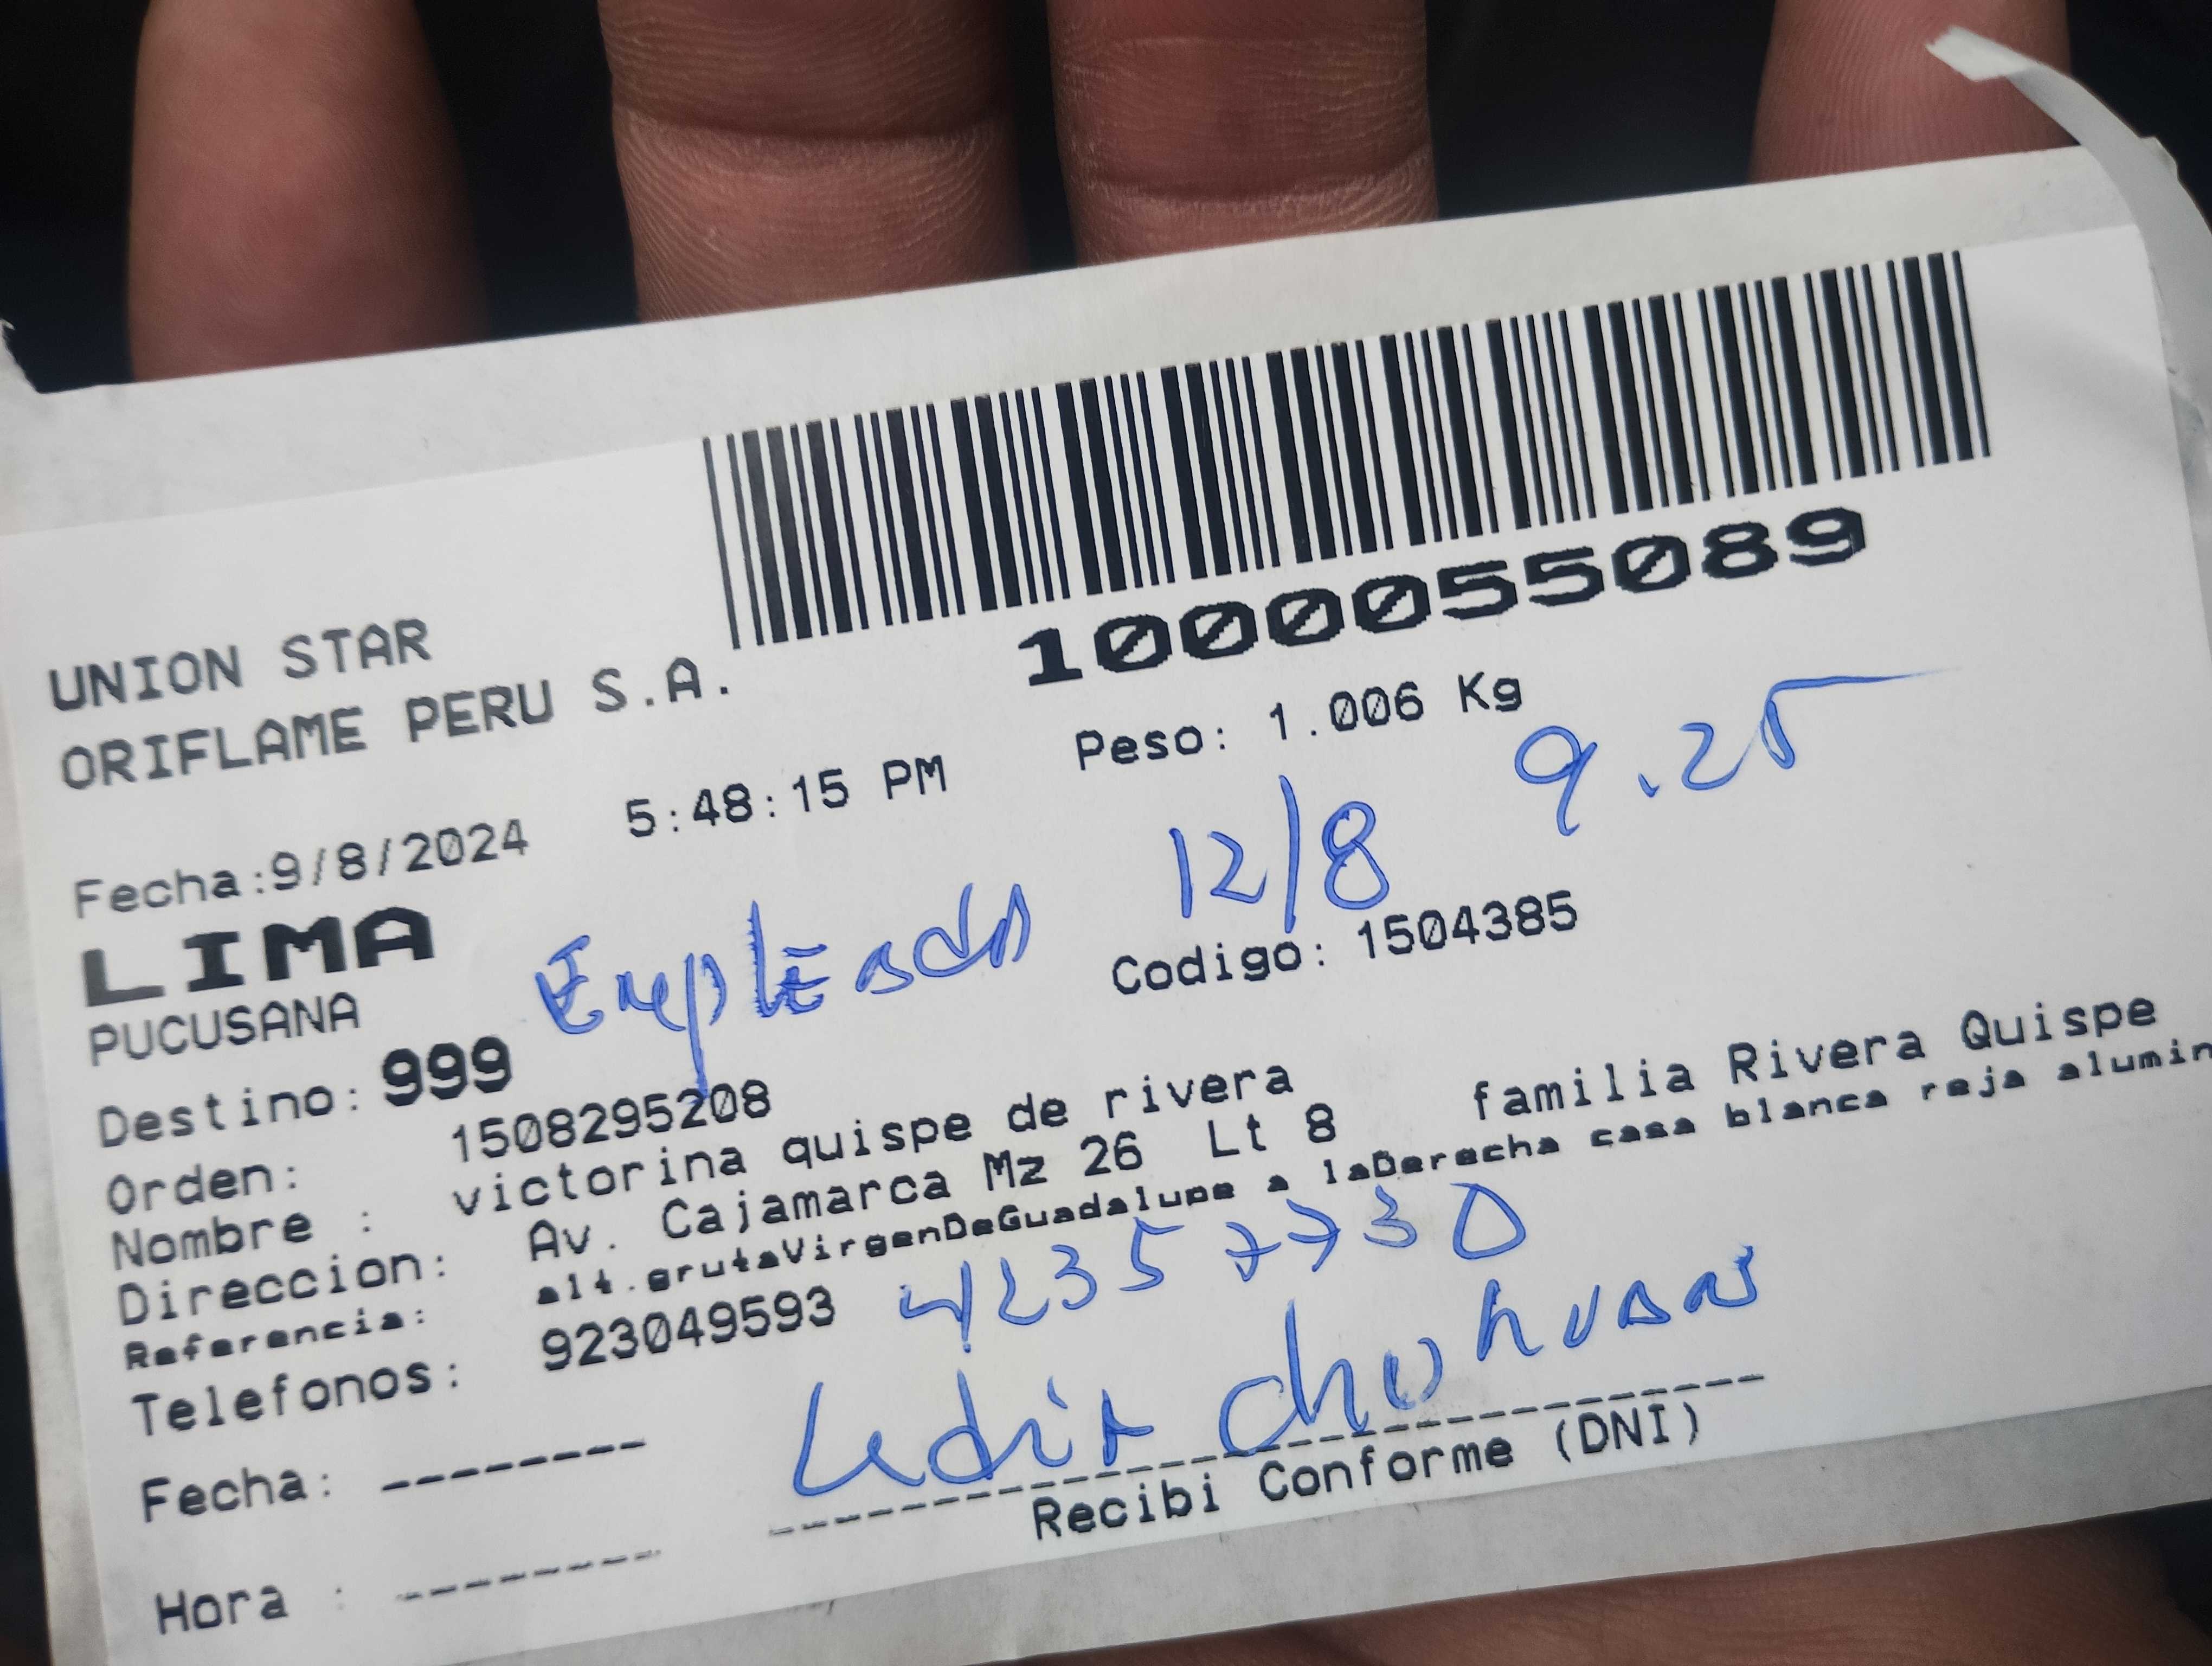 1000055089
UNION STAR
ORIFLAME PERU S.A.
Peso: 1.006 Kg
Fecha:9/8/2024 5:48:15 PM
12/8 9.25
LIMA
Empleada
PUCUSANA
Codigo: 1504385
Destino: 999
Orden: 1508295208
Nombre : victorina quispe de rivera
Direccion: Av. Cajamarca Mz 26 Lt 8 familia Rivera Quispe
Referencia: alt.grutaVirgenDeGuadalupe a laDerecha casa blanca reja alumin
Telefonos: 923049593
42357730
Fecha: --------
Recibi Conforme (DNI)
Hora : --------